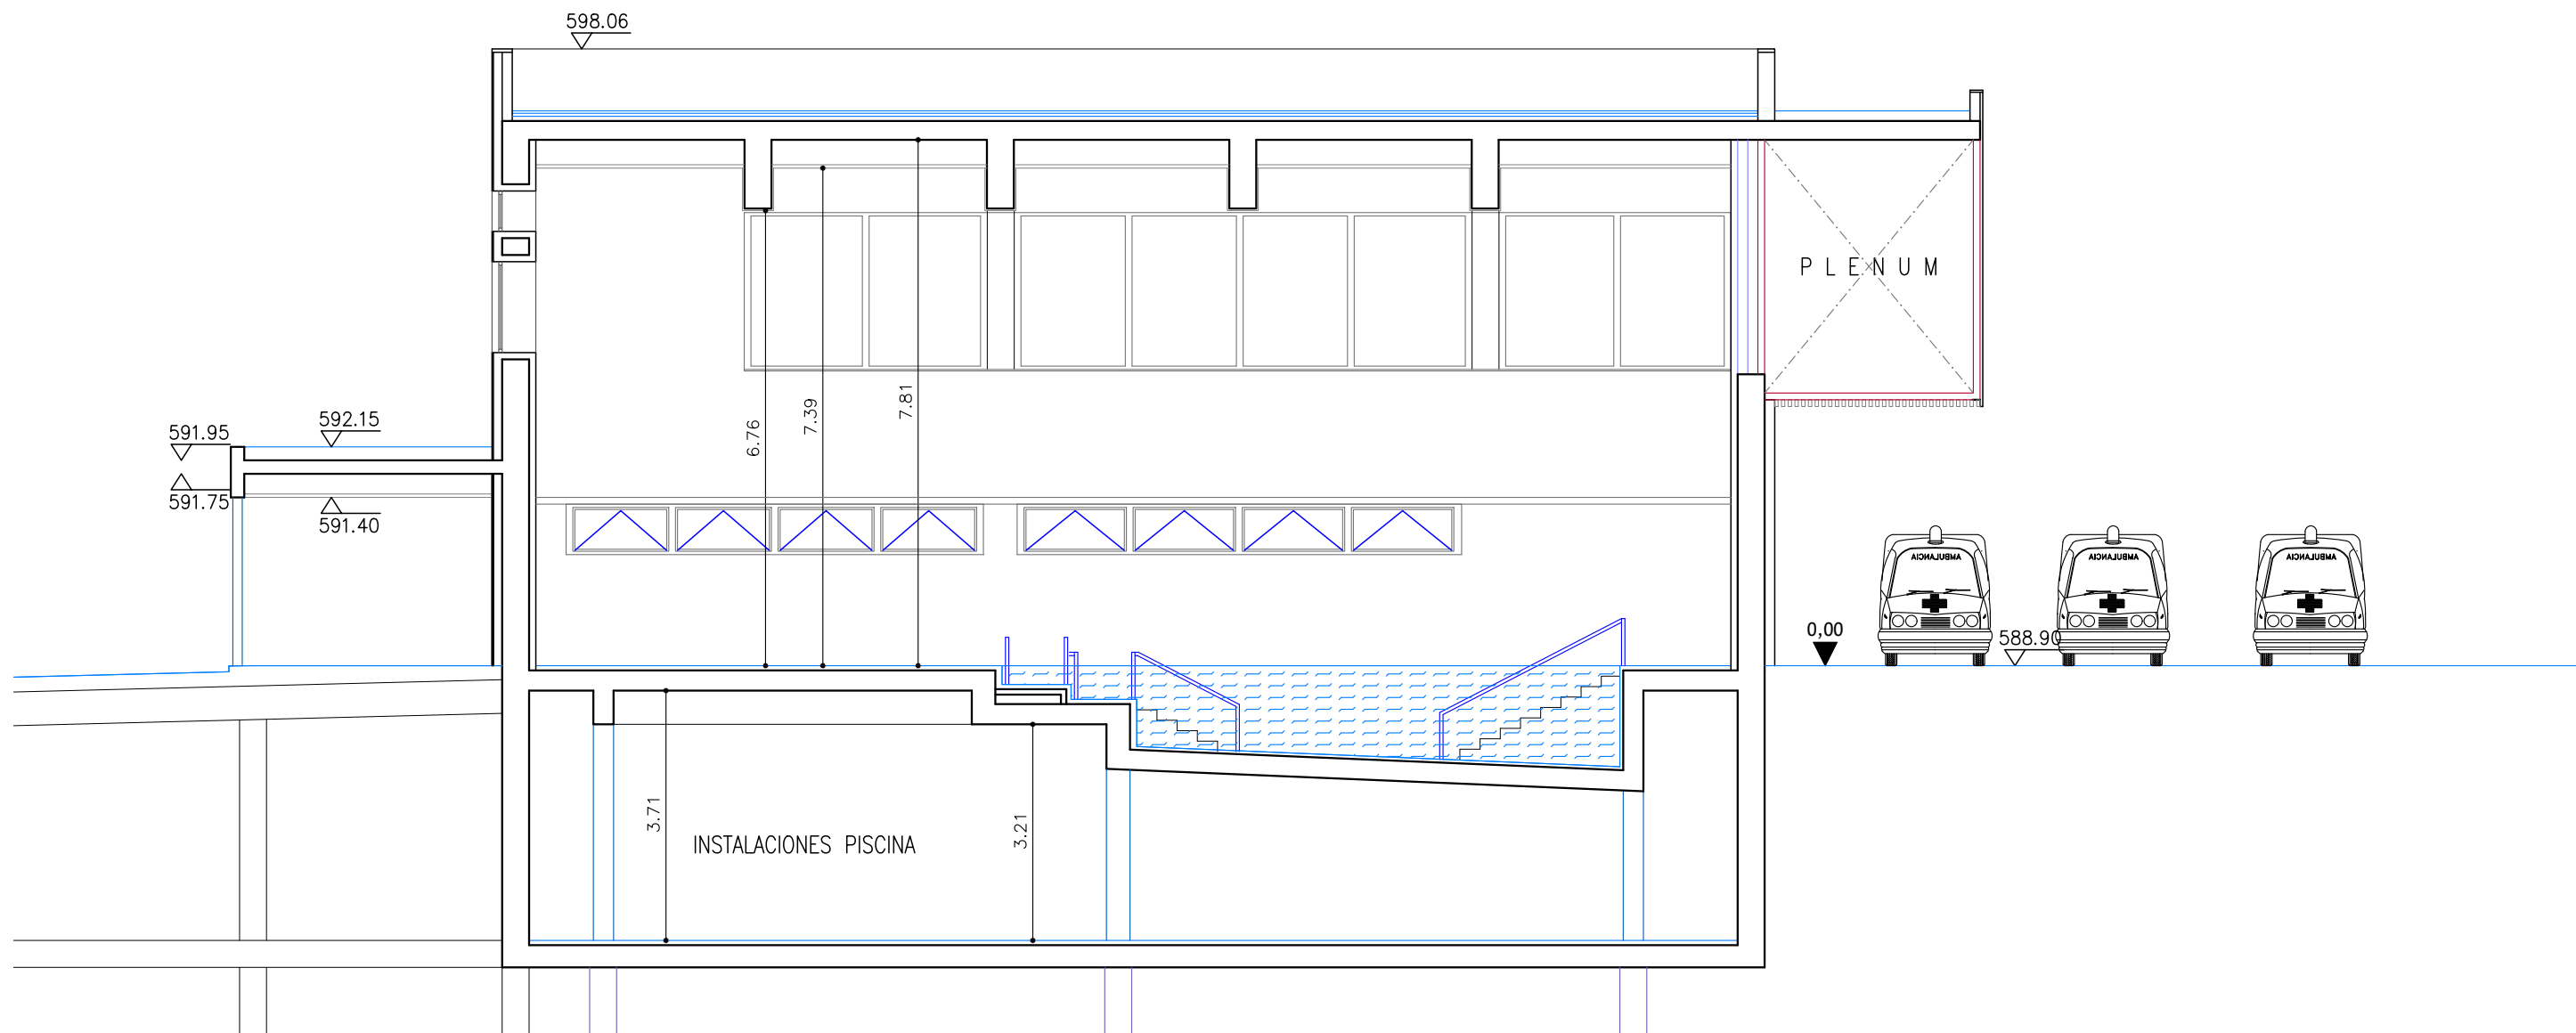 598.06
PLENUM
592.15
591.95
591.75
591.40
6.76
7.39
7.81
AMBULANCIA
AMBULANCIA
AMBULANCIA
0,00
588.90
3.71
INSTALACIONES PISCINA
3.21